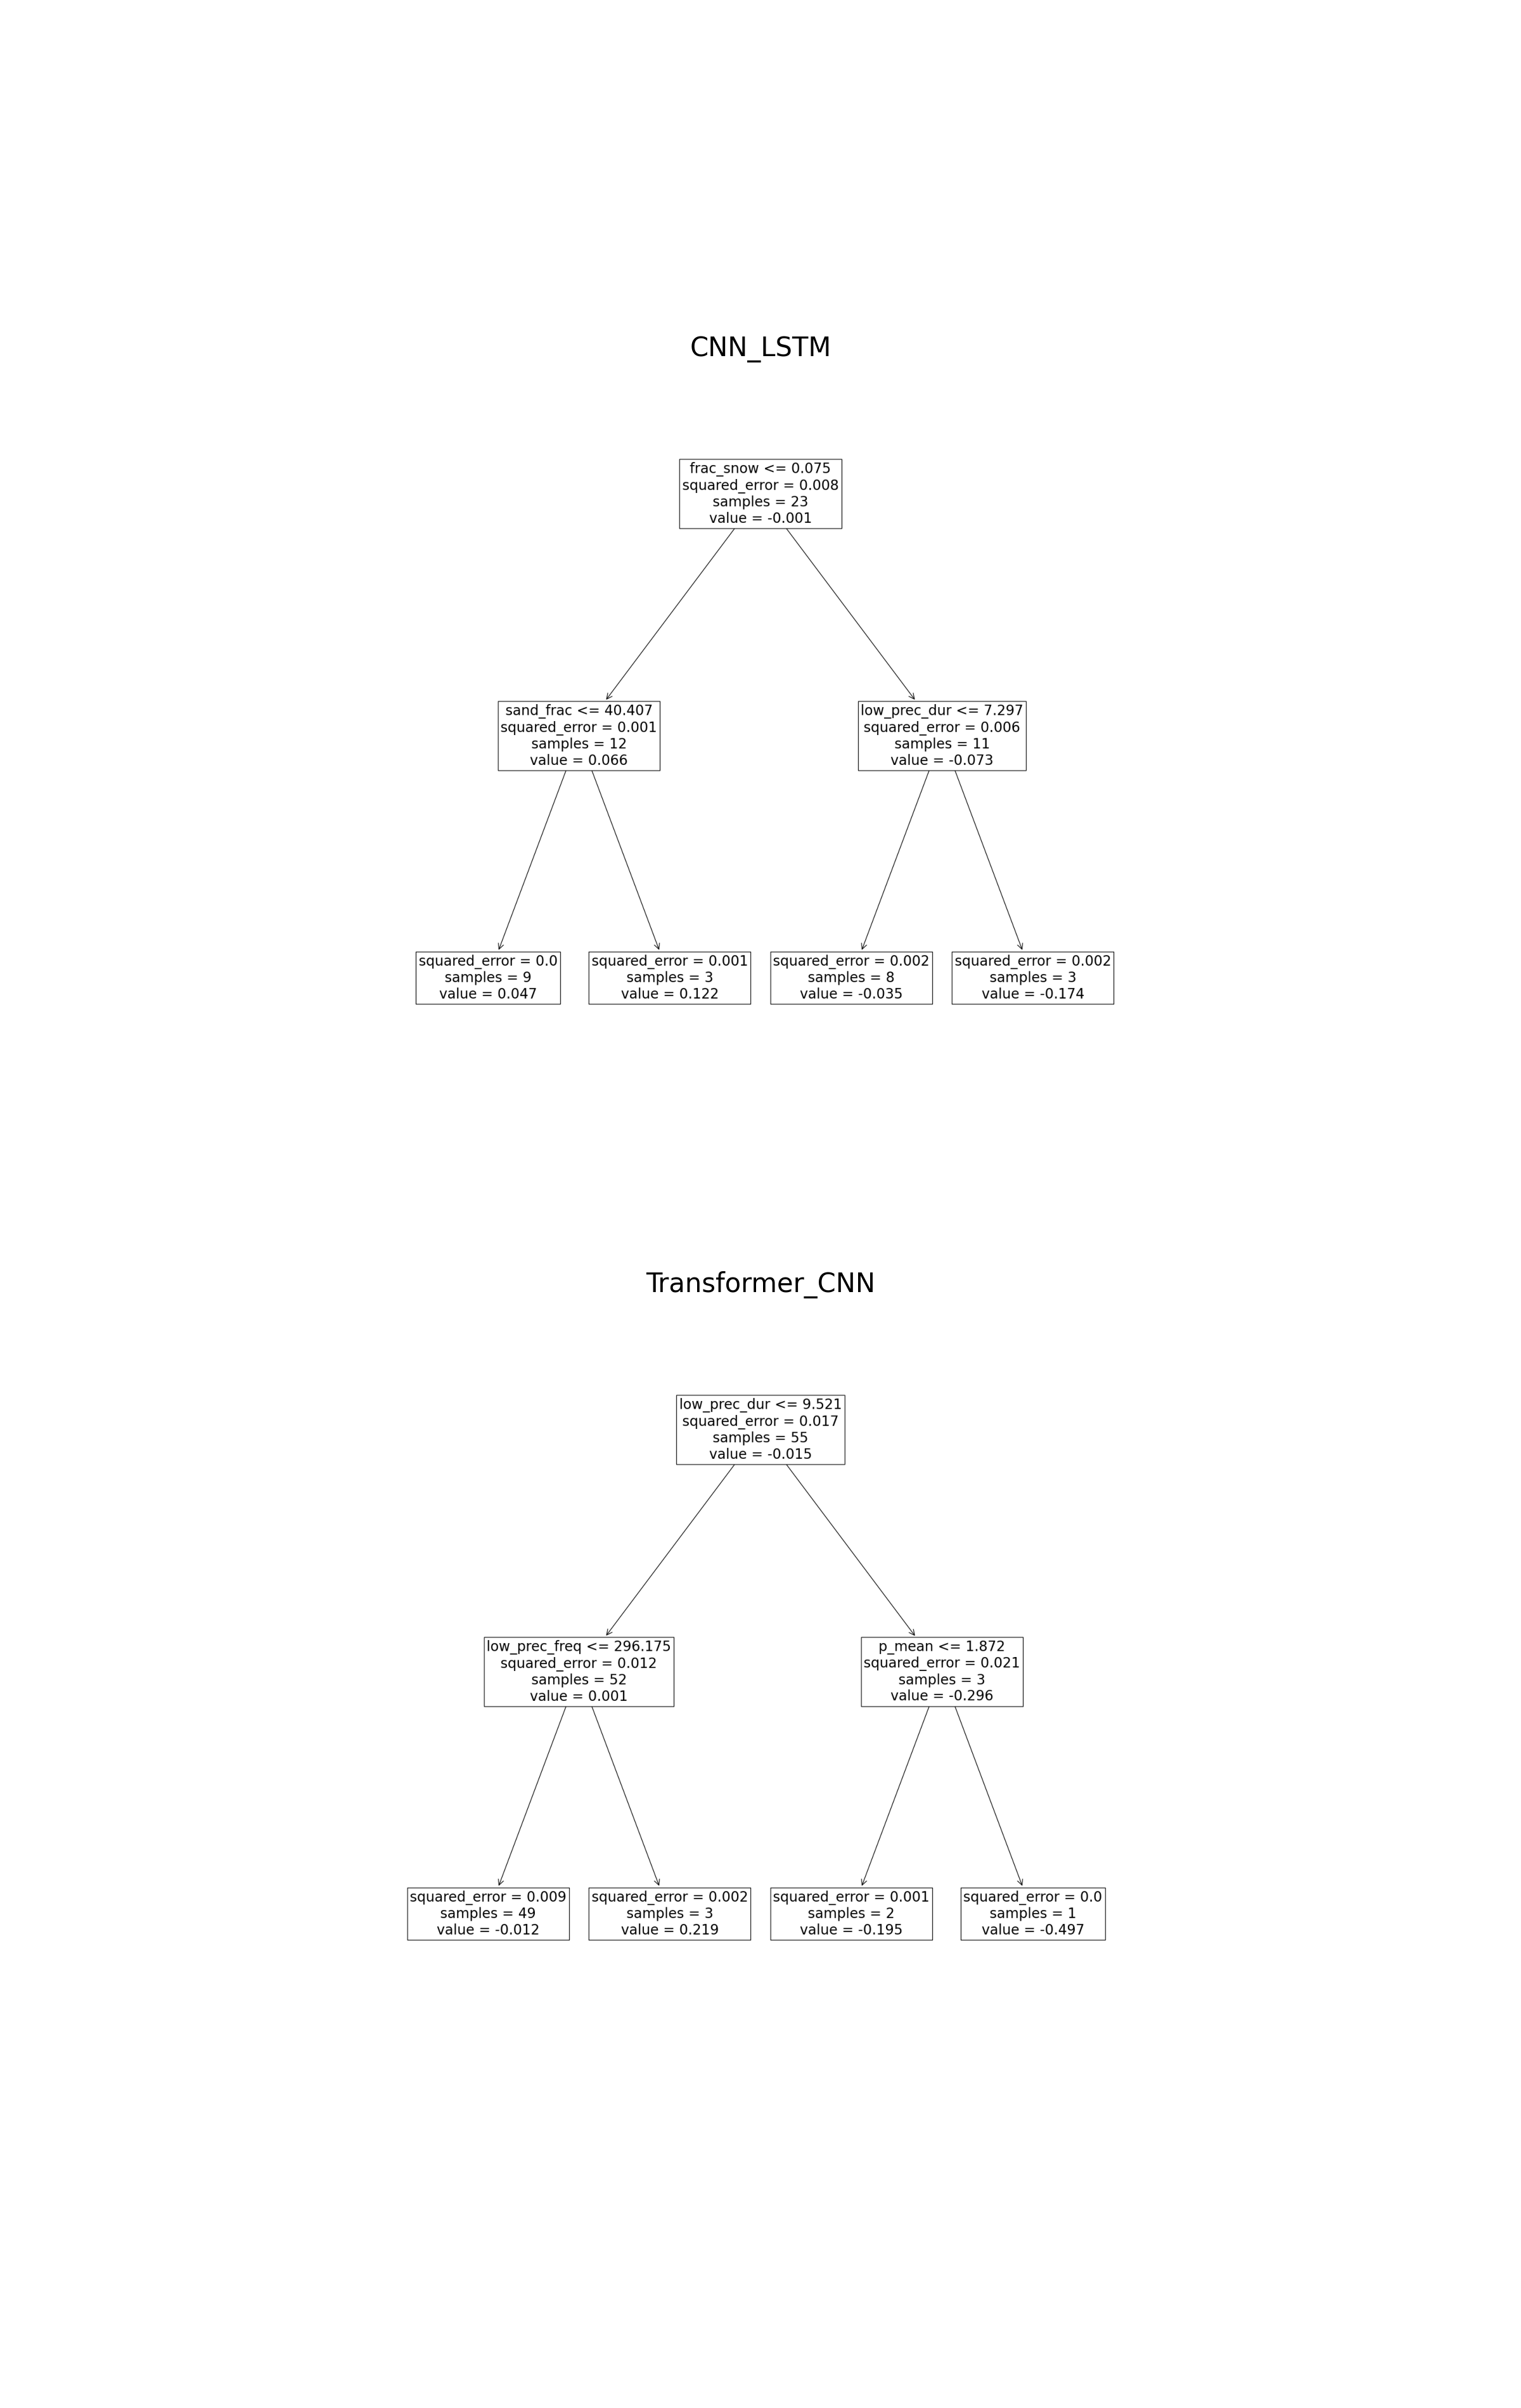 CNN_LSTM
frac_snow <= 0.075
squared_error = 0.008
samples = 23
value = -0.001
sand_frac <= 40.407
squared_error = 0.001
samples = 12
value = 0.066
low_prec_dur <= 7.297
squared_error = 0.006
samples = 11
value = -0.073
squared_error = 0.0
samples = 9
value = 0.047
squared_error = 0.001
samples = 3
value = 0.122
squared_error = 0.002
samples = 8
value = -0.035
squared_error = 0.002
samples = 3
value = -0.174
Transformer_CNN
low_prec_dur <= 9.521
squared_error = 0.017
samples = 55
value = -0.015
low_prec_freq <= 296.175
squared_error = 0.012
samples = 52
value = 0.001
p_mean <= 1.872
squared_error = 0.021
samples = 3
value = -0.296
squared_error = 0.009
samples = 49
value = -0.012
squared_error = 0.002
samples = 3
value = 0.219
squared_error = 0.001
samples = 2
value = -0.195
squared_error = 0.0
samples = 1
value = -0.497